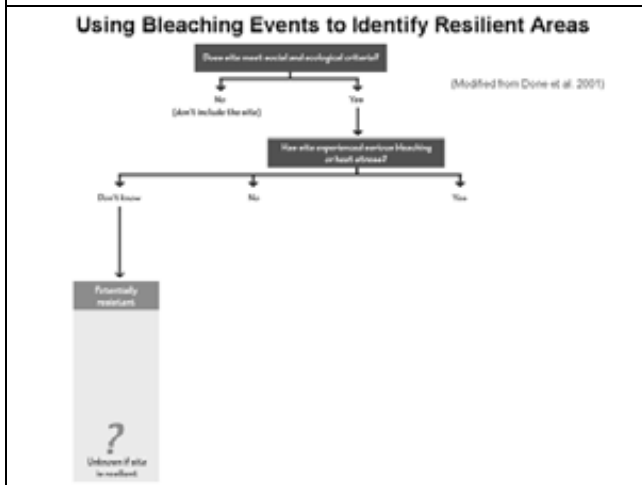 Using Bleaching Events to Identify Resilient Areas
Does site meet social and ecological criteria?
(Modified from Done et al. 2001)
No
(don't include the site)
Yes
Has site experienced serious bleaching
or heat stress?
Don't know
No
Yes
Potentially
resistant
?
Unknown if site
is resilient